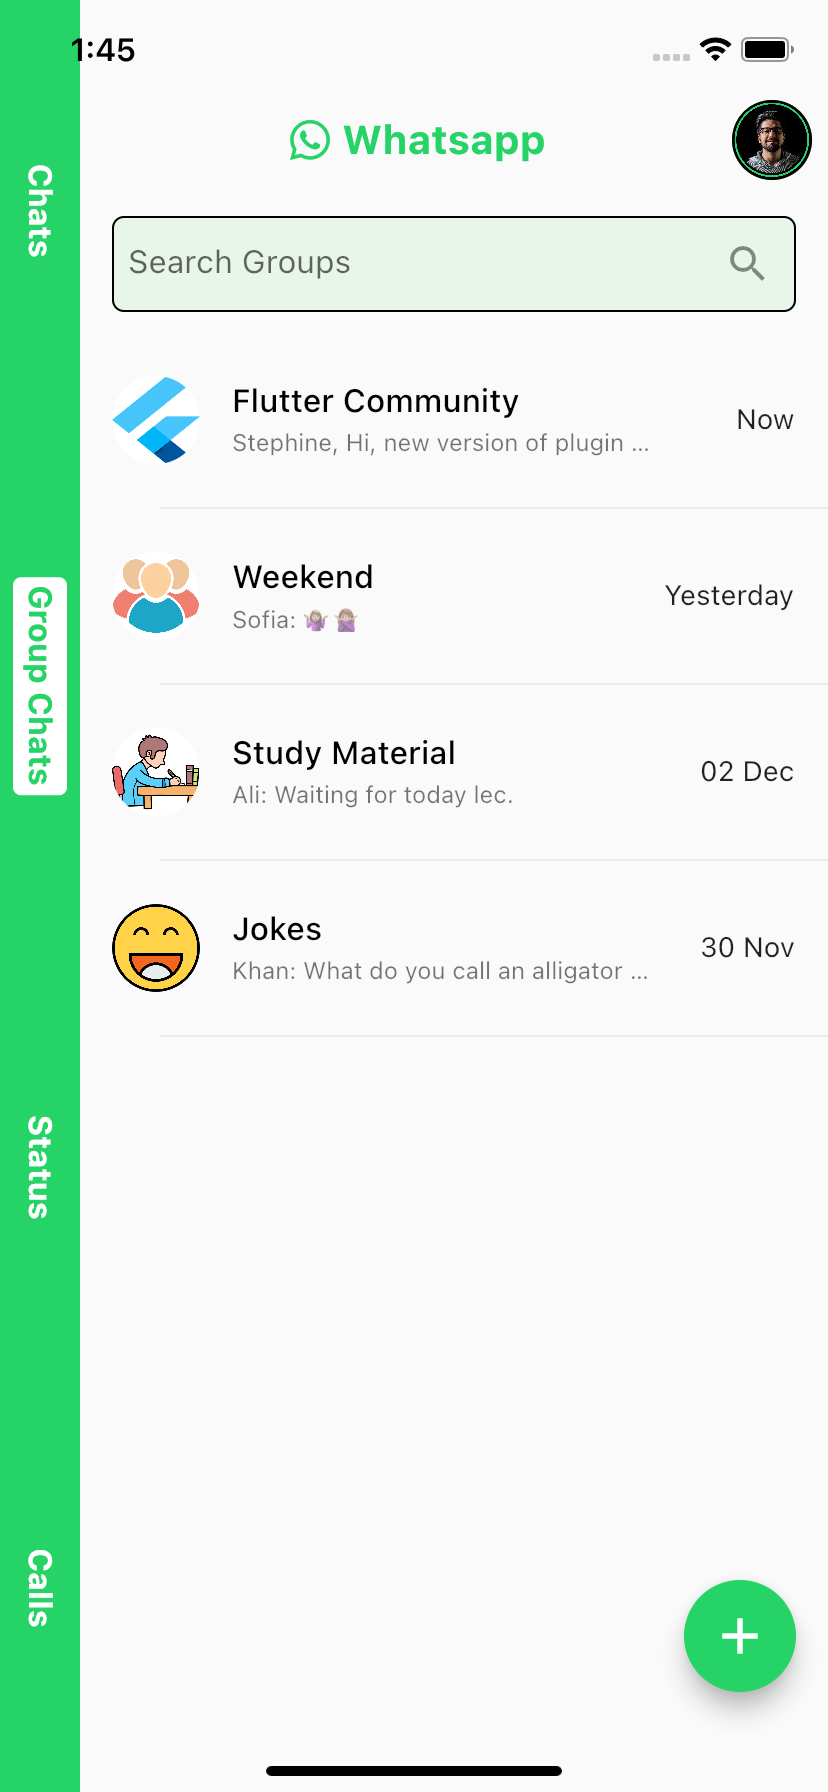 1:45
Whatsapp
Search Groups
Chats
Group Chats
Status
Calls
Flutter Community
Stephine, Hi, new version of plugin ...
Now
Weekend
Sofia: 🤷🏼‍♀️ 🙅🏽‍♀️
Yesterday
Study Material
Ali: Waiting for today lec.
02 Dec
Jokes
Khan: What do you call an alligator ...
30 Nov